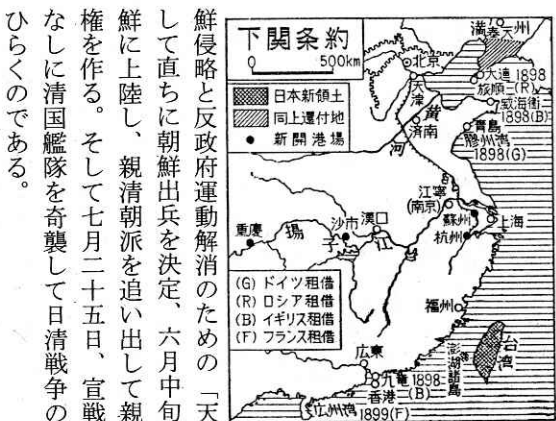 下関条約
0 500km
日本新領土
同上還付地
新開港場
満
奉天
州
北京
天津
大連 1898
旅順(R)
威海衛
1898(B)
黄河
済南
青島
膠州湾
1898(G)
江寧
(南京)
蘇州
上海
杭州
重慶
沙市
漢口
揚子江
(G) ドイツ租借
(R) ロシア租借
(B) イギリス租借
(F) フランス租借
福州
台湾
澎湖諸島
広東
九竜 1898
香港 (B)
広州湾
1899(F)
鮮侵略と反政府運動解消のための「天
して直ちに朝鮮出兵を決定、六月中旬
鮮に上陸し、親清朝派を追い出して親
権を作る。そして七月二十五日、宣戦
なしに清国艦隊を奇襲して日清戦争の
ひらくのである。